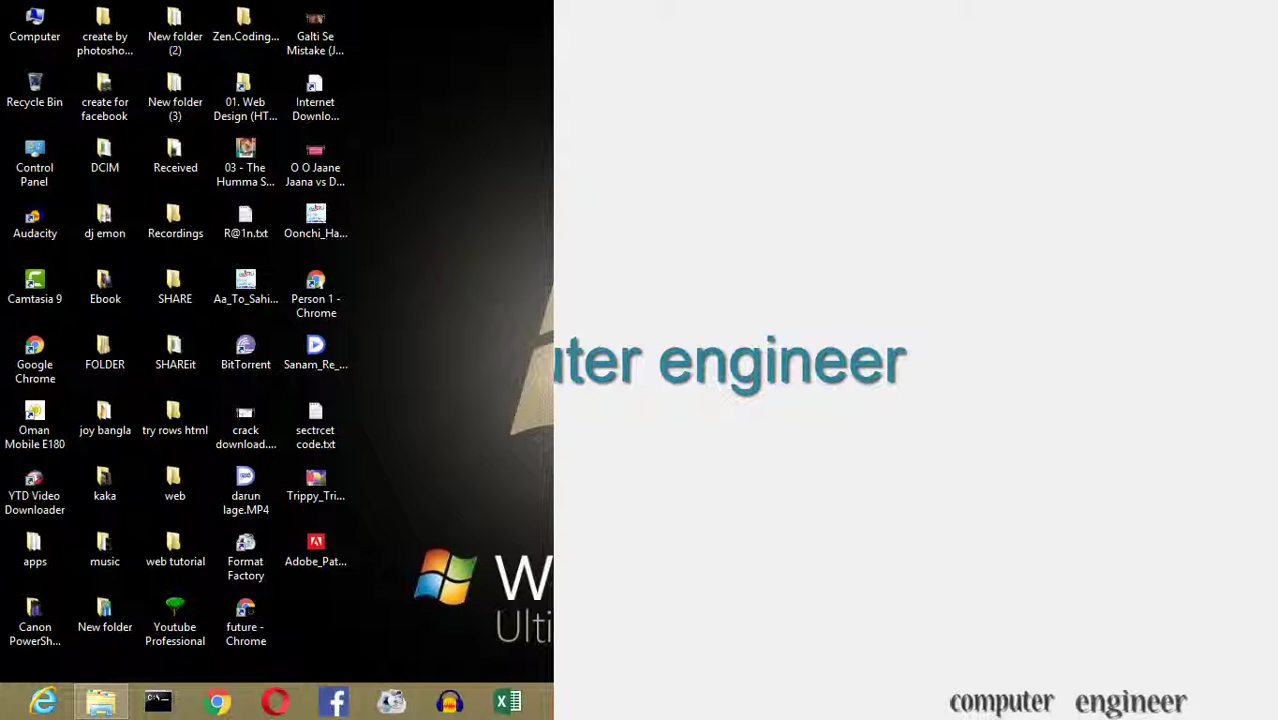 Computer
create by
photosho...
New folder
(2)
Zen.Coding...
Galti Se
Mistake (J...
Recycle Bin
create for
facebook
New folder
(3)
01. Web
Design (HT...
Internet
Downlo...
Control
Panel
DCIM
Received
03 - The
Humma S...
O O Jaane
Jaana vs D...
Audacity
dj emon
Recordings
R@1n.txt
Oonchi_Ha...
Camtasia 9
Ebook
SHARE
Aa_To_Sahi...
Person 1 -
Chrome
Google
Chrome
FOLDER
SHAREit
BitTorrent
Sanam_Re_...
uter engineer
Oman
Mobile E180
joy bangla
try rows html
crack
download....
sectrcet
code.txt
YTD Video
Downloader
kaka
web
darun
lage.MP4
Trippy_Tri...
apps
music
web tutorial
Format
Factory
Adobe_Pat...
W
Ulti
Canon
PowerSh...
New folder
Youtube
Professional
future -
Chrome
computer engineer